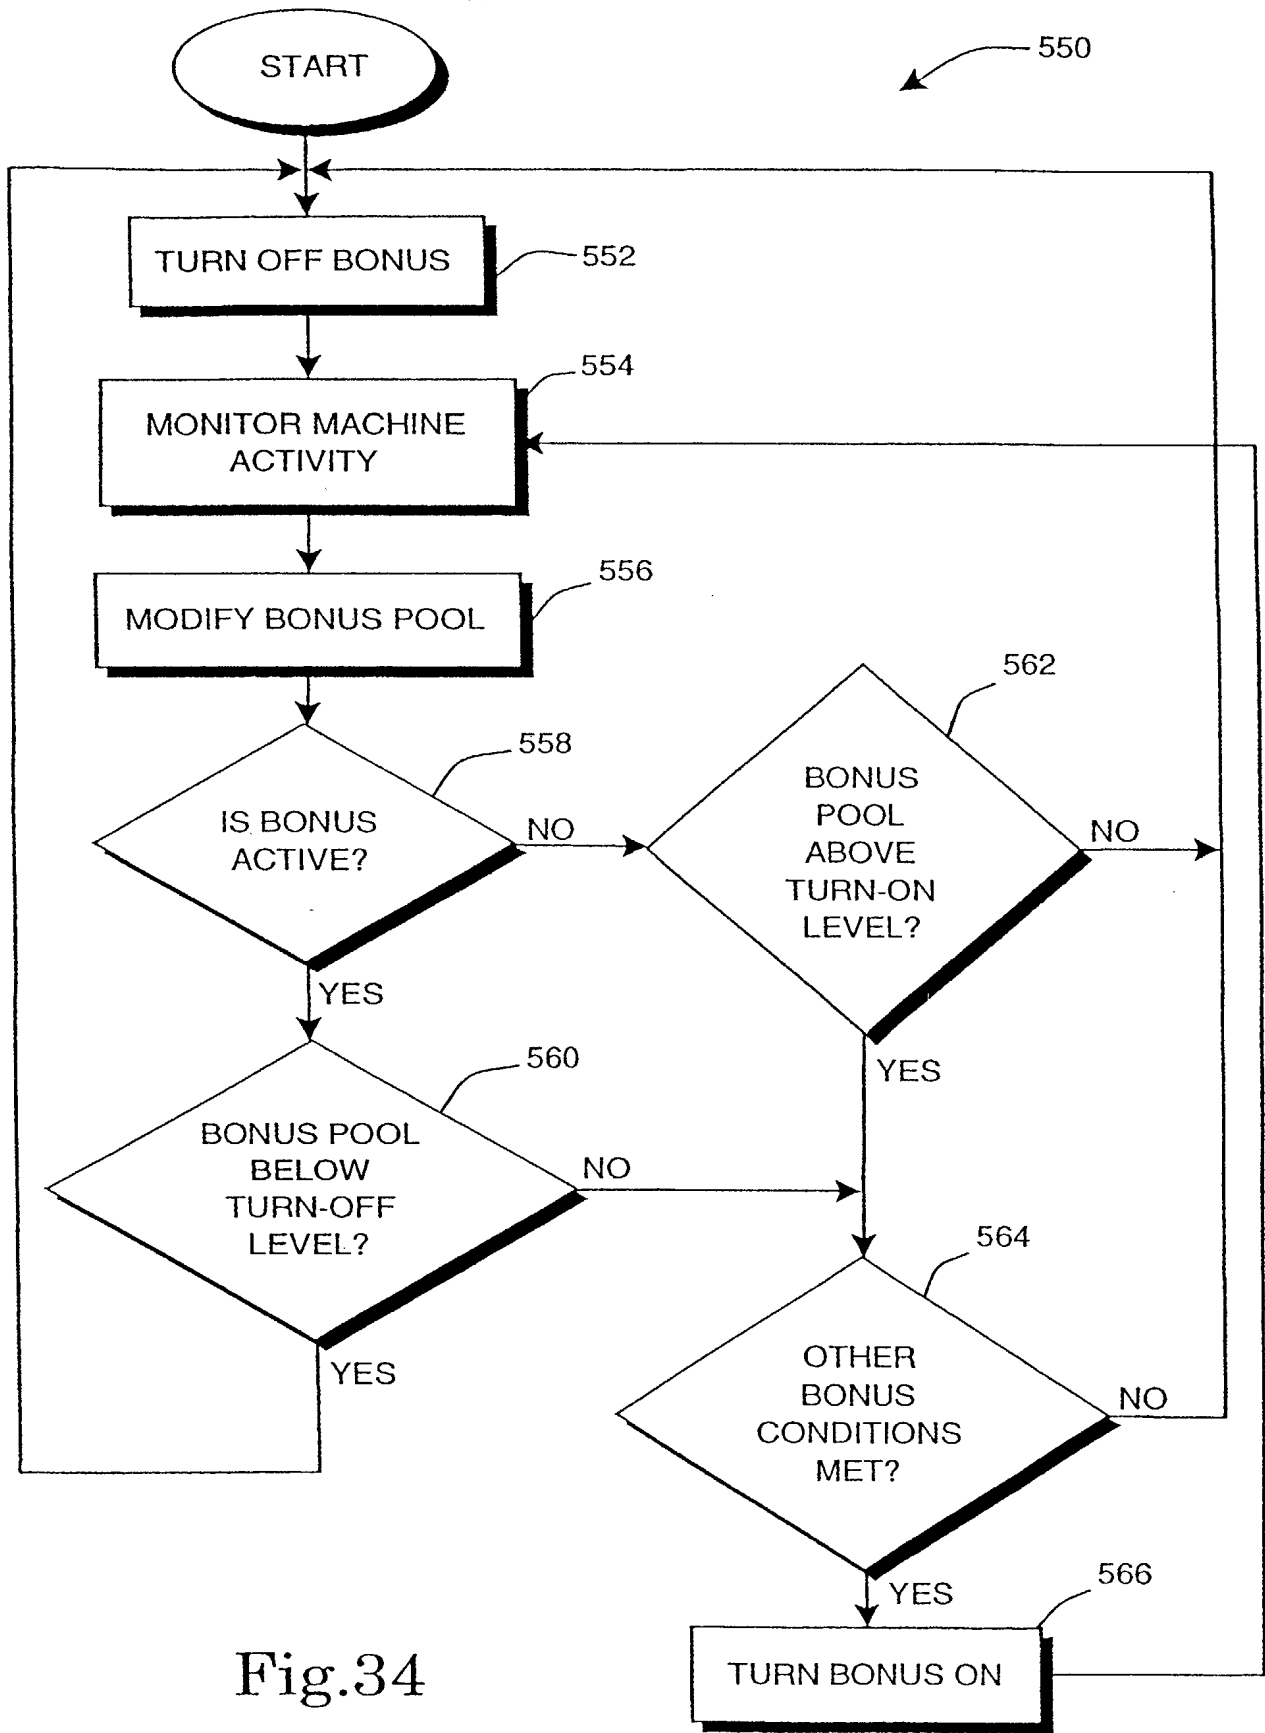 START
550
TURN OFF BONUS
552
554
MONITOR MACHINE
ACTIVITY
556
MODIFY BONUS POOL
558
IS BONUS
ACTIVE?
NO
YES
562
BONUS
POOL
ABOVE
TURN-ON
LEVEL?
NO
YES
560
BONUS POOL
BELOW
TURN-OFF
LEVEL?
NO
YES
564
OTHER
BONUS
CONDITIONS
MET?
NO
YES
566
TURN BONUS ON
Fig.34